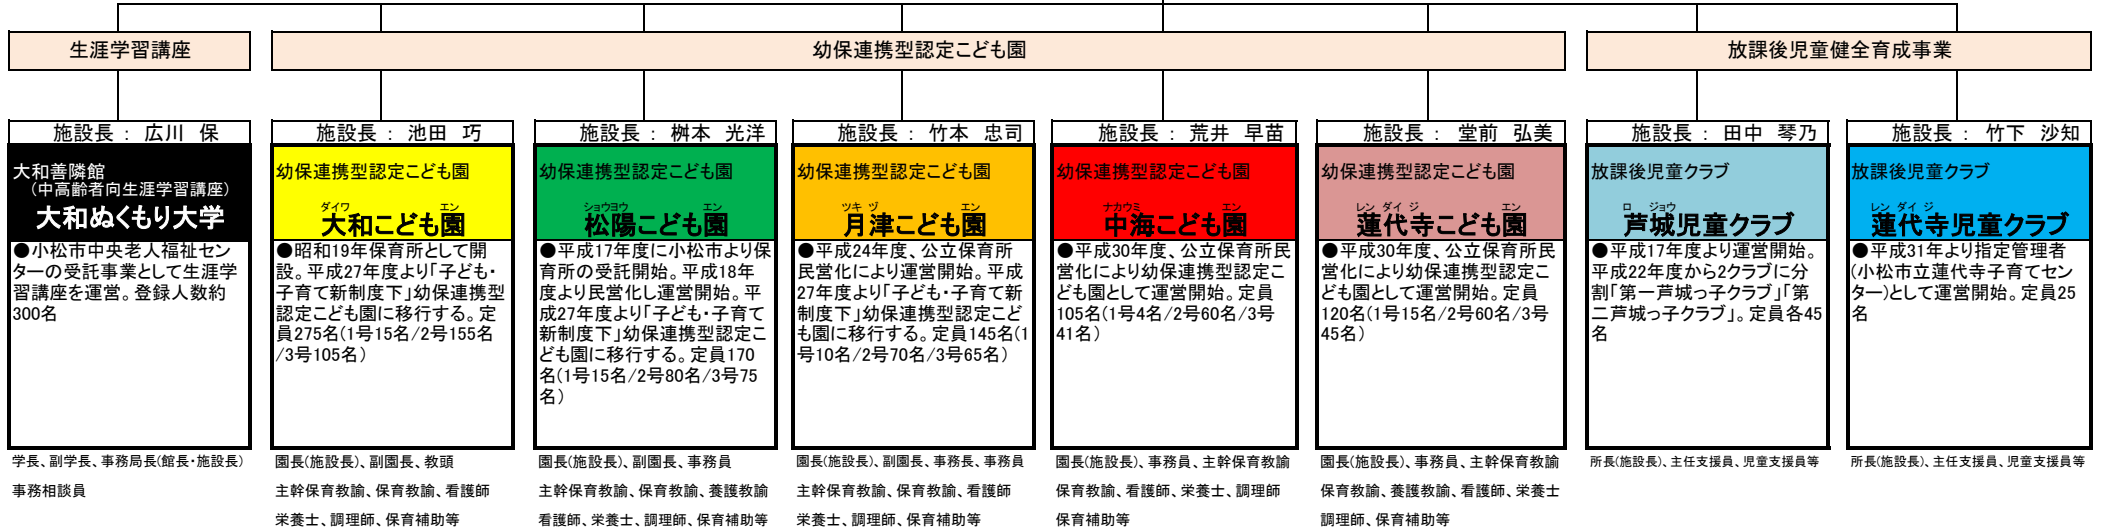 生涯学習講座
幼保連携型認定こども園
放課後児童健全育成事業
施設長 : 広川 保
大和善隣館
(中高齢者向生涯学習講座)
大和ぬくもり大学
●小松市中央老人福祉セン
ターの受託事業として生涯学
習講座を運営。登録人数約
300名
学長、副学長、事務局長(館長・施設長)
事務相談員
施設長 : 池田 巧
幼保連携型認定こども園
ダイワ エン
大和こども園
●昭和19年保育所として開
設。平成27年度より「子ども・
子育て新制度下」幼保連携型
認定こども園に移行する。定
員275名(1号15名/2号155名
/3号105名)
園長(施設長)、副園長、教頭
主幹保育教諭、保育教諭、看護師
栄養士、調理師、保育補助等
施設長 : 桝本 光洋
幼保連携型認定こども園
ショウヨウ エン
松陽こども園
●平成17年度に小松市より保
育所の受託開始。平成18年
度より民営化し運営開始。平
成27年度より「子ども・子育て
新制度下」幼保連携型認定こ
ども園に移行する。定員170
名(1号15名/2号80名/3号75
名)
園長(施設長)、副園長、事務員
主幹保育教諭、保育教諭、養護教諭
看護師、栄養士、調理師、保育補助等
施設長 : 竹本 忠司
幼保連携型認定こども園
ツキ ヅ エン
月津こども園
●平成24年度、公立保育所
民営化により運営開始。平成
27年度より「子ども・子育て新
制度下」幼保連携型認定こど
も園に移行する。定員145名(1
号10名/2号70名/3号65名)
園長(施設長)、副園長、事務長、事務員
主幹保育教諭、保育教諭、看護師
栄養士、調理師、保育補助等
施設長 : 荒井 早苗
幼保連携型認定こども園
ナカウミ エン
中海こども園
●平成30年度、公立保育所民
営化により幼保連携型認定こ
ども園として運営開始。定員
105名(1号4名/2号60名/3号
41名)
園長(施設長)、事務員、主幹保育教諭
保育教諭、看護師、栄養士、調理師
保育補助等
施設長 : 堂前 弘美
幼保連携型認定こども園
レン ダイ ジ エン
蓮代寺こども園
●平成30年度、公立保育所民
営化により幼保連携型認定こ
ども園として運営開始。定員
120名(1号15名/2号60名/3号
45名)
園長(施設長)、事務員、主幹保育教諭
保育教諭、養護教諭、看護師、栄養士
調理師、保育補助等
施設長 : 田中 琴乃
放課後児童クラブ
ロ ジョウ
芦城児童クラブ
●平成17年度より運営開始。
平成22年度から2クラブに分
割「第一芦城っ子クラブ」「第
二芦城っ子クラブ」。定員各45
名
所長(施設長)、主任支援員、児童支援員等
施設長 : 竹下 沙知
放課後児童クラブ
レン ダイ ジ
蓮代寺児童クラブ
●平成31年より指定管理者
(小松市立蓮代寺子育てセン
ター)として運営開始。定員25
名
所長(施設長)、主任支援員、児童支援員等